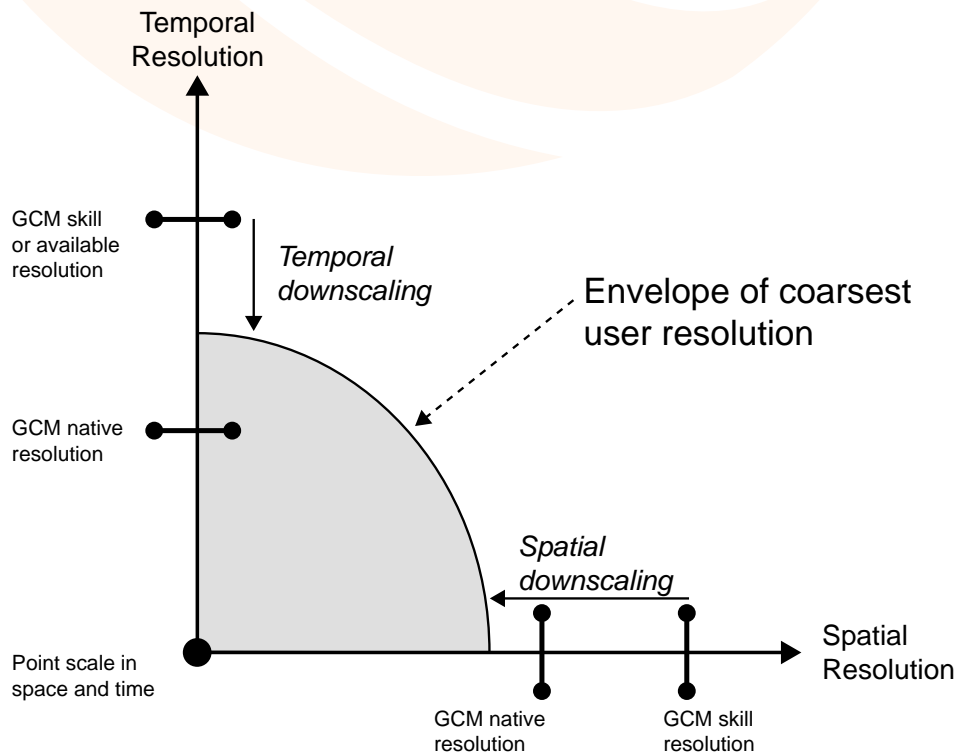 Temporal
Resolution
GCM skill
or available
resolution
Temporal
downscaling
Envelope of coarsest
user resolution
GCM native
resolution
Spatial
downscaling
Point scale in
space and time
Spatial
Resolution
GCM native
resolution
GCM skill
resolution